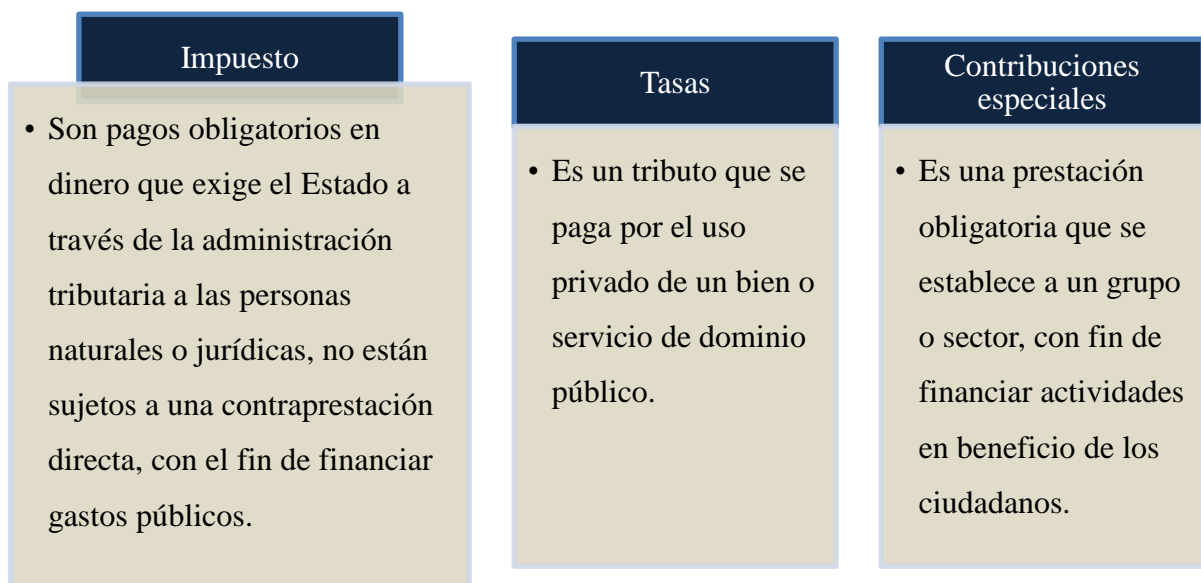 Impuesto
• Son pagos obligatorios en
dinero que exige el Estado a
través de la administración
tributaria a las personas
naturales o jurídicas, no están
sujetos a una contraprestación
directa, con el fin de financiar
gastos públicos.
Tasas
• Es un tributo que se
paga por el uso
privado de un bien o
servicio de dominio
público.
Contribuciones
especiales
• Es una prestación
obligatoria que se
establece a un grupo
o sector, con fin de
financiar actividades
en beneficio de los
ciudadanos.